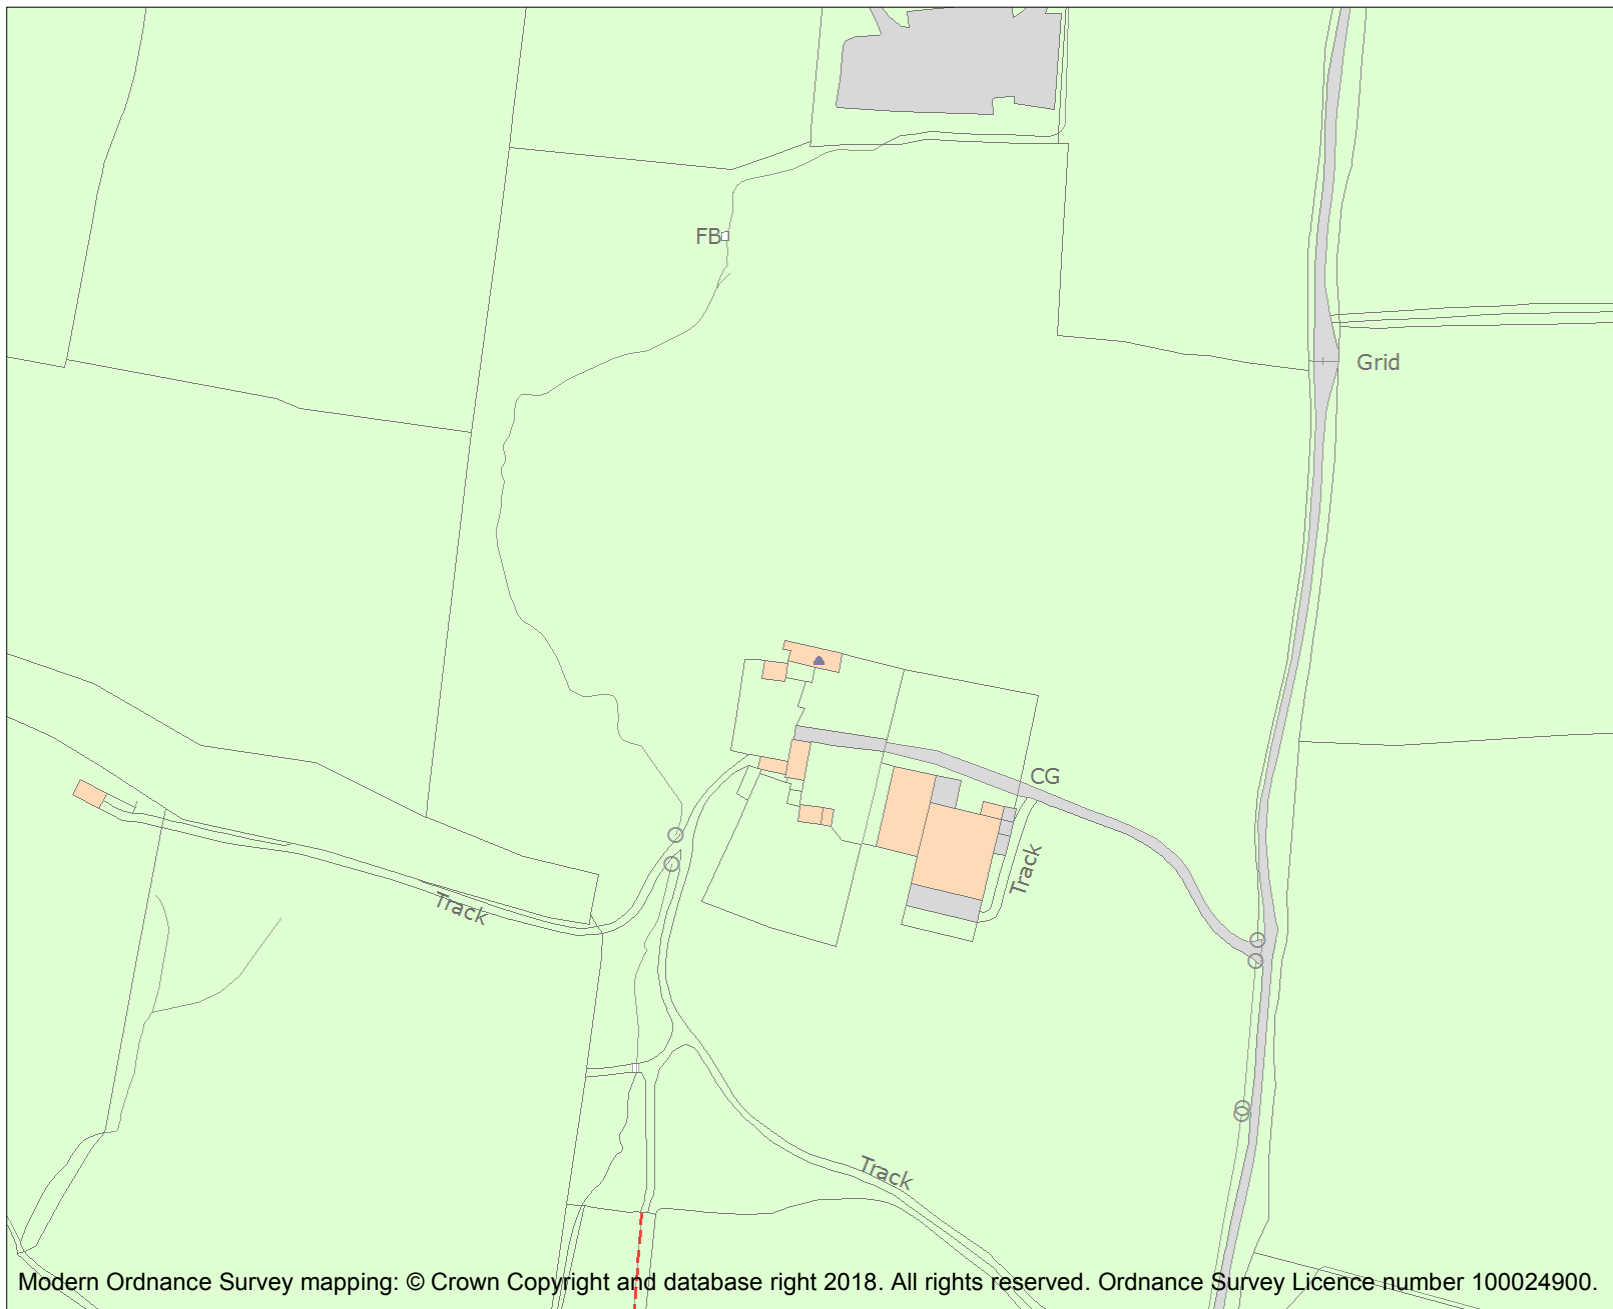 FB
Grid
CG
Track
Track
Track
Modern Ordnance Survey mapping: © Crown Copyright and database right 2018. All rights reserved. Ordnance Survey Licence number 100024900.